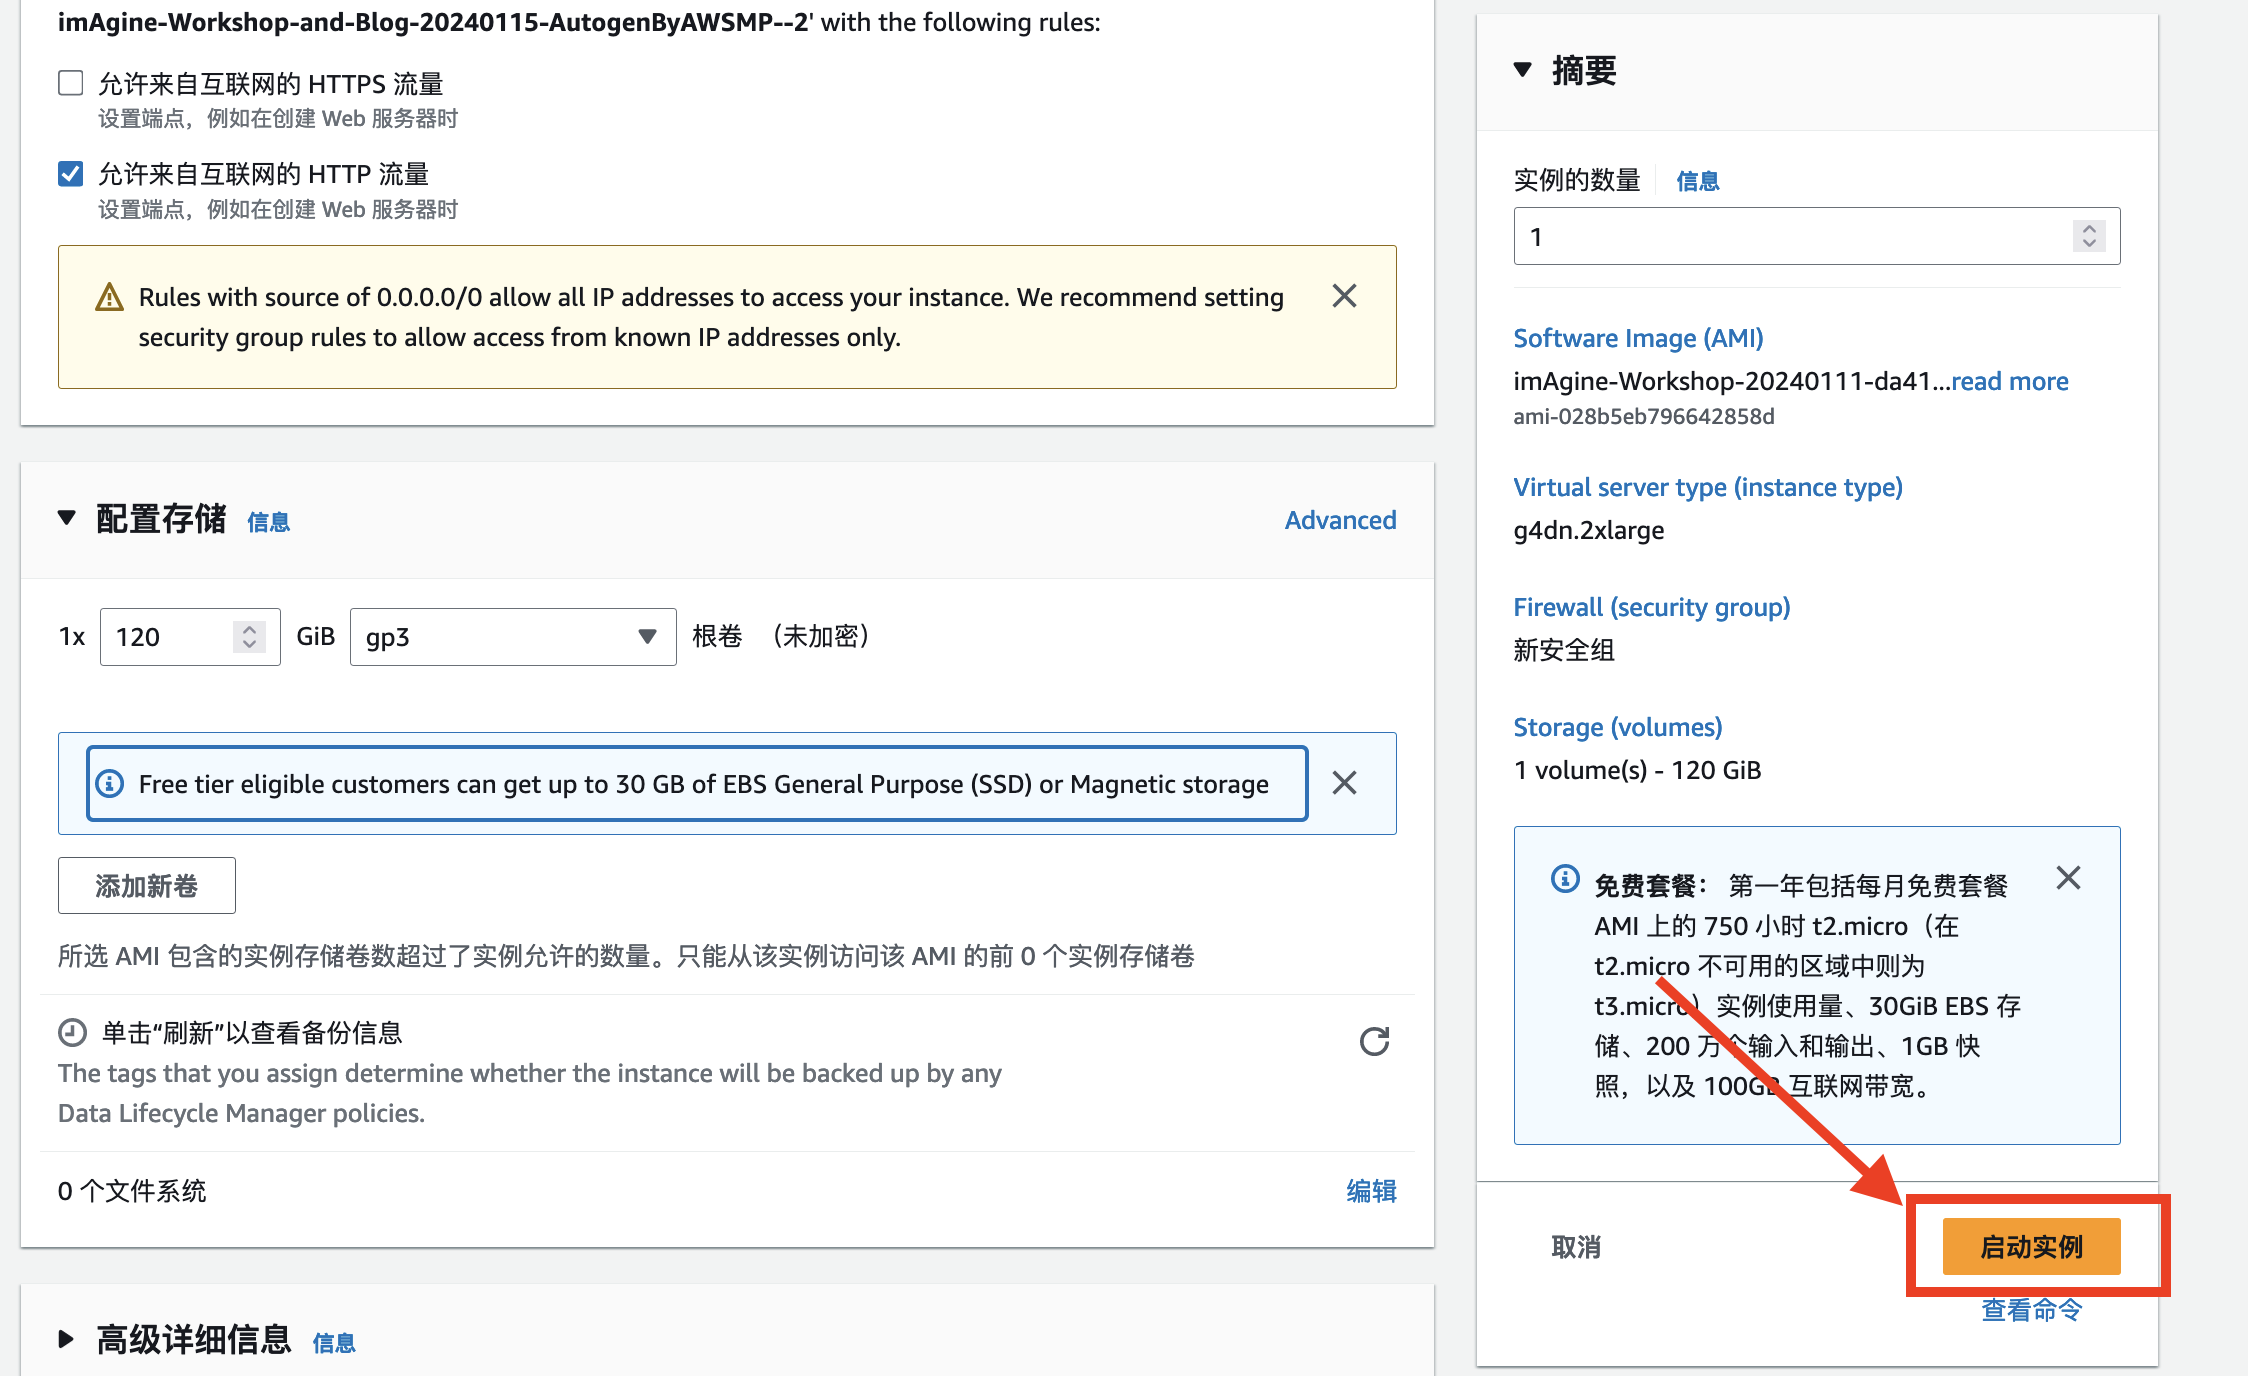 imAgine-Workshop-and-Blog-20240115-AutogenByAWSMP--2' with the following rules:
允许来自互联网的 HTTPS 流量
设置端点，例如在创建 Web 服务器时
允许来自互联网的 HTTP 流量
设置端点，例如在创建 Web 服务器时
Rules with source of 0.0.0.0/0 allow all IP addresses to access your instance. We recommend setting
security group rules to allow access from known IP addresses only.
配置存储 信息
Advanced
1x 120 GiB gp3 根卷 （未加密）
Free tier eligible customers can get up to 30 GB of EBS General Purpose (SSD) or Magnetic storage
添加新卷
所选 AMI 包含的实例存储卷数超过了实例允许的数量。只能从该实例访问该 AMI 的前 0 个实例存储卷
单击“刷新”以查看备份信息
The tags that you assign determine whether the instance will be backed up by any
Data Lifecycle Manager policies.
0 个文件系统
编辑
高级详细信息 信息
摘要
实例的数量 信息
1
Software Image (AMI)
imAgine-Workshop-20240111-da41...read more
ami-028b5eb796642858d
Virtual server type (instance type)
g4dn.2xlarge
Firewall (security group)
新安全组
Storage (volumes)
1 volume(s) - 120 GiB
免费套餐： 第一年包括每月免费套餐
AMI 上的 750 小时 t2.micro（在
t2.micro 不可用的区域中则为
t3.micro）实例使用量、30GiB EBS 存
储、200 万个输入和输出、1GB 快
照，以及 100GB 互联网带宽。
取消
启动实例
查看命令